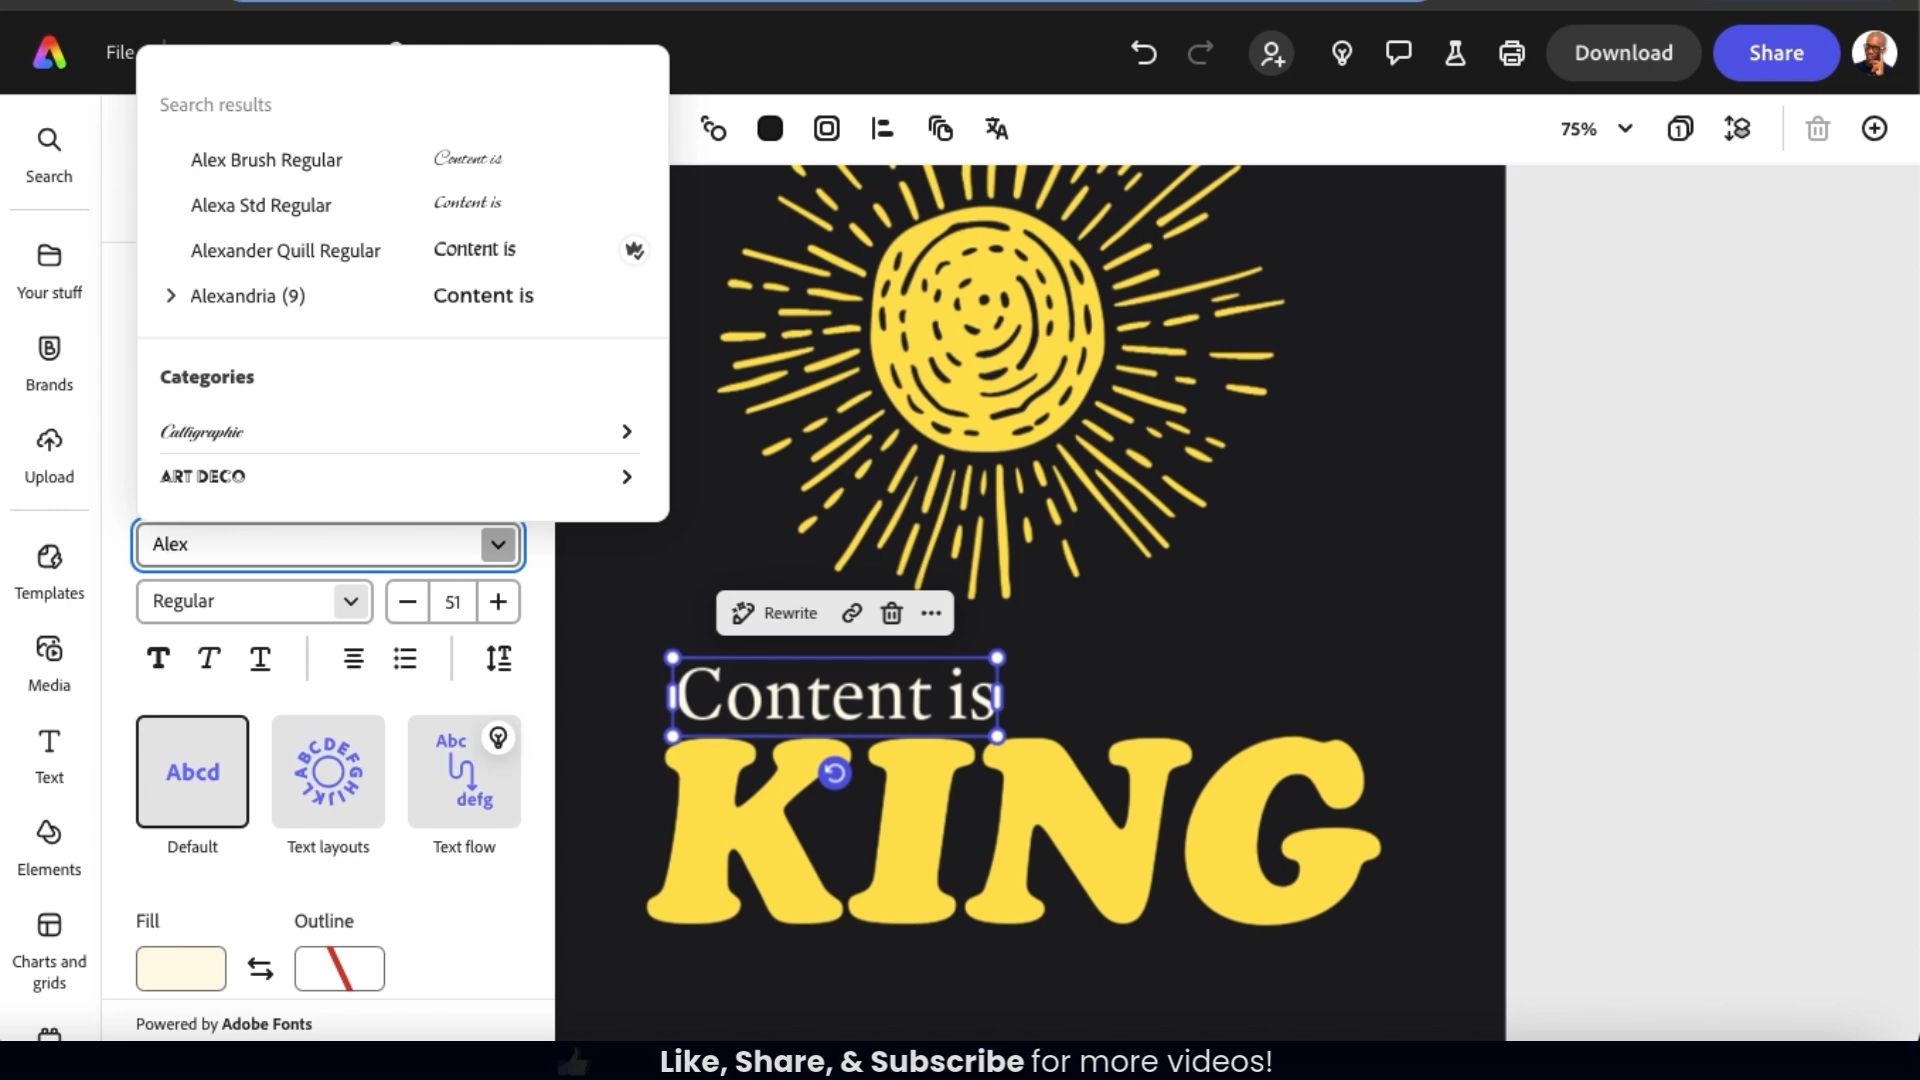 File
Download
Share
Search results
Alex Brush Regular Content is
Alexa Std Regular Content is
Alexander Quill Regular Content is
Alexandria (9) Content is
Categories
Calligraphic
ART DECO
Alex
Regular
51
T T T
Abcd
ABCDEFGHIJKL
Abc
defg
Default
Text layouts
Text flow
Fill
Outline
Powered by Adobe Fonts
Search
Your stuff
Brands
Upload
Templates
Media
Text
Elements
Charts and
grids
75%
1
Rewrite
Content is
KING
Like, Share, & Subscribe for more videos!